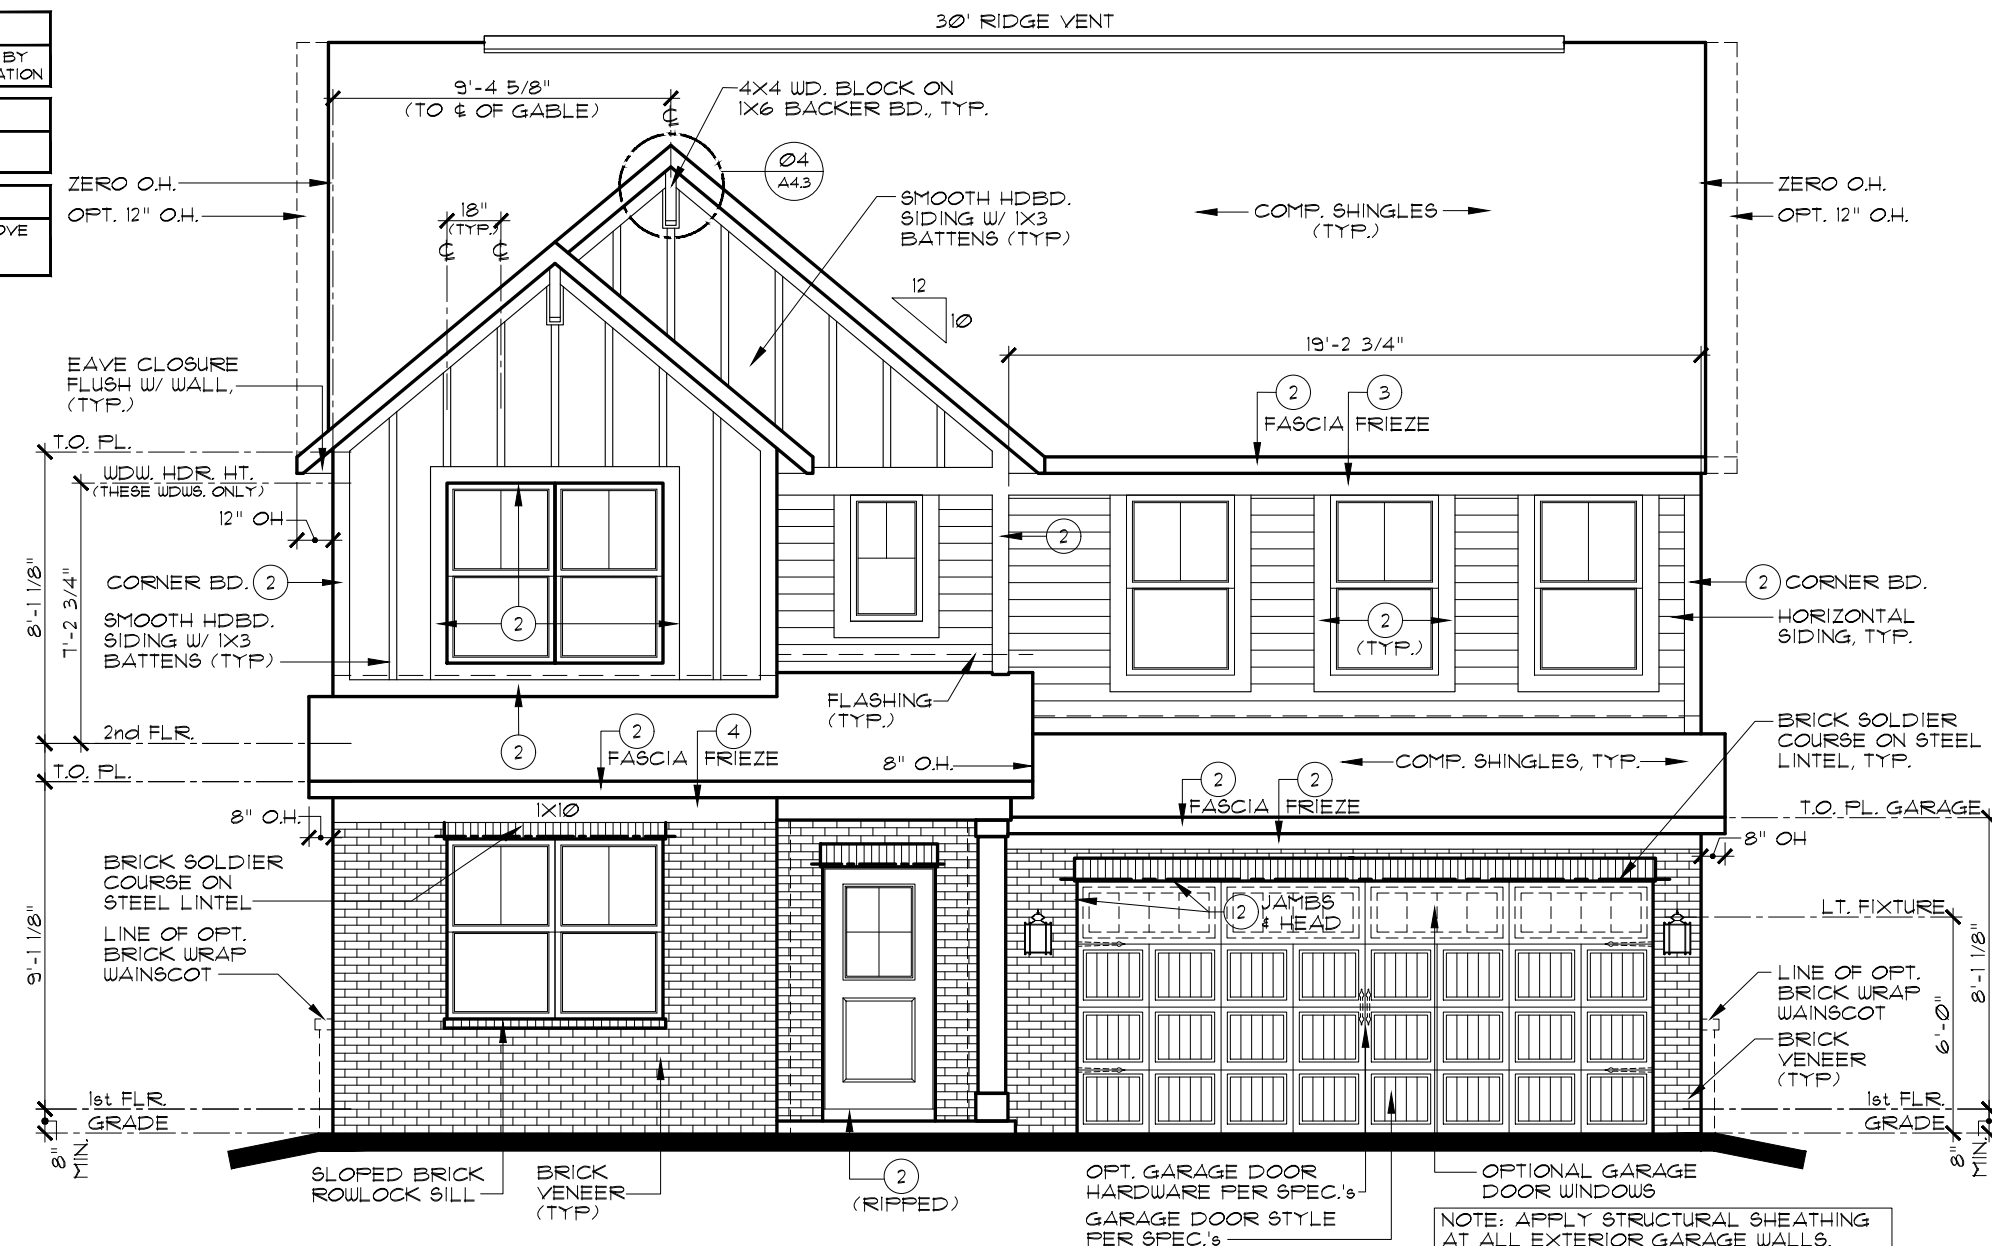 30' RIDGE VENT
BY
ATION
OVE
9'-4 5/8"
(TO ℄ OF GABLE)
℄
4X4 WD. BLOCK ON
1X6 BACKER BD., TYP.
04
A4.3
ZERO O.H.
OPT. 12" O.H.
18"
(TYP.)
℄ ℄
SMOOTH HDBD.
SIDING W/ 1X3
BATTENS (TYP)
COMP. SHINGLES
(TYP.)
ZERO O.H.
OPT. 12" O.H.
12
10
19'-2 3/4"
EAVE CLOSURE
FLUSH W/ WALL,
(TYP.)
2 3
FASCIA FRIEZE
T.O. PL.
WDW. HDR. HT.
(THESE WDWS. ONLY)
12" OH
8'-1 1/8"
7'-2 3/4"
CORNER BD. 2
SMOOTH HDBD.
SIDING W/ 1X3
BATTENS (TYP)
2
2
2
(TYP.)
2 CORNER BD.
HORIZONTAL
SIDING, TYP.
FLASHING
(TYP.)
2nd FLR.
T.O. PL.
2
2 4
FASCIA FRIEZE
8" O.H.
COMP. SHINGLES, TYP.
BRICK SOLDIER
COURSE ON STEEL
LINTEL, TYP.
2 2
FASCIA FRIEZE
T.O. PL. GARAGE
8" O.H.
1X10
8" OH
BRICK SOLDIER
COURSE ON
STEEL LINTEL
LINE OF OPT.
BRICK WRAP
WAINSCOT
9'-1 1/8"
2 JAMBS
& HEAD
LT. FIXTURE
8'-1 1/8"
6'-0"
LINE OF OPT.
BRICK WRAP
WAINSCOT
BRICK
VENEER
(TYP)
1st FLR.
GRADE
8"
MIN.
1st FLR.
GRADE
8"
MIN.
SLOPED BRICK
ROWLOCK SILL
BRICK
VENEER
(TYP)
2
(RIPPED)
OPT. GARAGE DOOR
HARDWARE PER SPEC.'s
GARAGE DOOR STYLE
PER SPEC.'s
OPTIONAL GARAGE
DOOR WINDOWS
NOTE: APPLY STRUCTURAL SHEATHING
AT ALL EXTERIOR GARAGE WALLS.